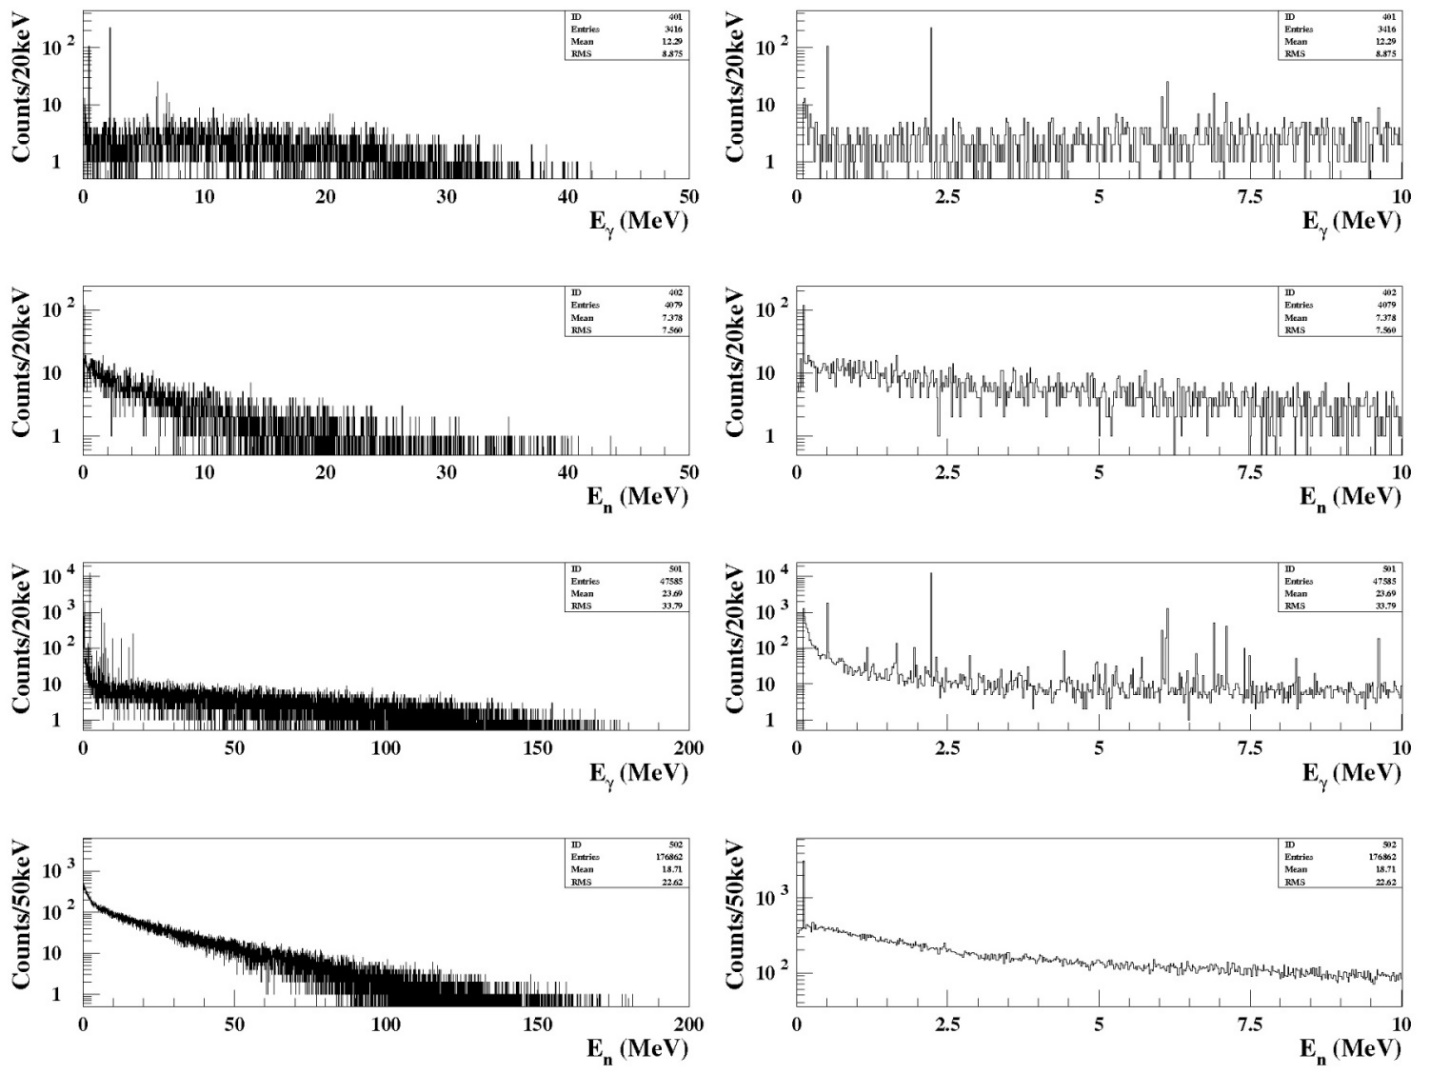 Counts/20keV
10 2
10
1
ID 401
Entries 3416
Mean 12.29
RMS 8.875
0 10 20 30 40 50
Eγ (MeV)
Counts/20keV
10 2
10
1
ID 401
Entries 3416
Mean 12.29
RMS 8.875
0 2.5 5 7.5 10
Eγ (MeV)
Counts/20keV
10 2
10
1
ID 402
Entries 4079
Mean 7.378
RMS 7.560
0 10 20 30 40 50
En (MeV)
Counts/20keV
10 2
10
1
ID 402
Entries 4079
Mean 7.378
RMS 7.560
0 2.5 5 7.5 10
En (MeV)
Counts/20keV
10 4
10 3
10 2
10
1
ID 501
Entries 47585
Mean 23.69
RMS 33.79
0 50 100 150 200
Eγ (MeV)
Counts/20keV
10 4
10 3
10 2
10
1
ID 501
Entries 47585
Mean 23.69
RMS 33.79
0 2.5 5 7.5 10
Eγ (MeV)
Counts/50keV
10 3
10 2
10
1
ID 502
Entries 176862
Mean 18.71
RMS 22.62
0 50 100 150 200
En (MeV)
Counts/50keV
10 3
10 2
ID 502
Entries 176862
Mean 18.71
RMS 22.62
0 2.5 5 7.5 10
En (MeV)